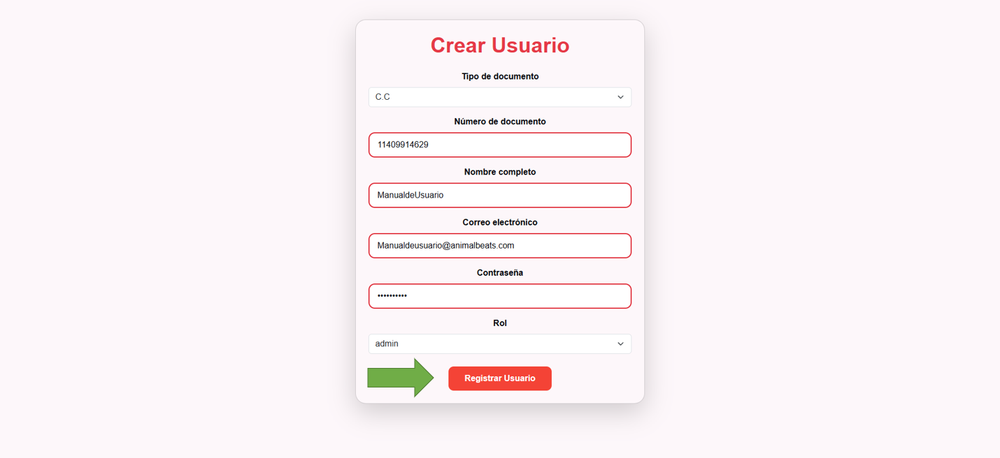 Crear Usuario
Tipo de documento
C.C
Número de documento
11409914629
Nombre completo
ManualdeUsuario
Correo electrónico
Manualdeusuario@animalbeats.com
Contraseña
••••••••••
Rol
admin
Registrar Usuario